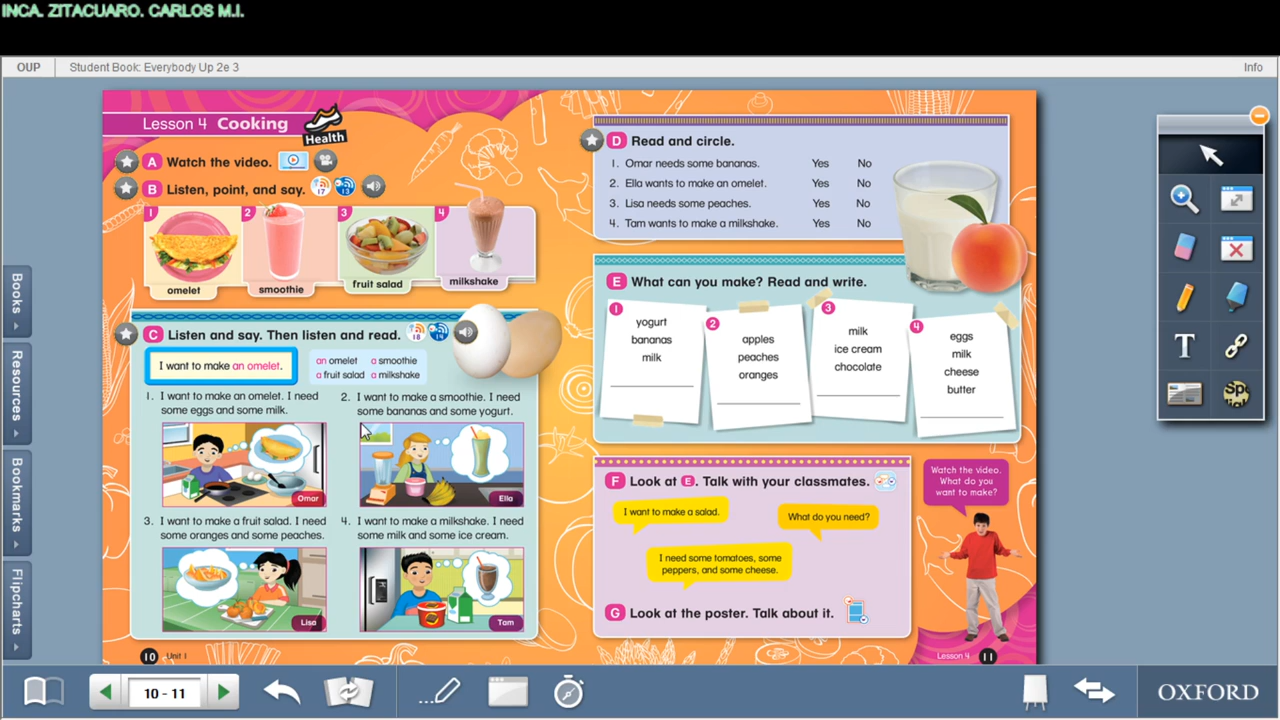 INCA. ZITACUARO. CARLOS M.I.
OUP
Student Book: Everybody Up 2e 3
Info
Lesson 4 Cooking
Health
A Watch the video.
B Listen, point, and say.
17
13
1
2
3
4
omelet
smoothie
fruit salad
milkshake
C Listen and say. Then listen and read.
18
14
I want to make an omelet.
an omelet a smoothie
a fruit salad a milkshake
1. I want to make an omelet. I need
some eggs and some milk.
Omar
2. I want to make a smoothie. I need
some bananas and some yogurt.
Ella
3. I want to make a fruit salad. I need
some oranges and some peaches.
Lisa
4. I want to make a milkshake. I need
some milk and some ice cream.
Tam
10 Unit 1
D Read and circle.
1. Omar needs some bananas. Yes No
2. Ella wants to make an omelet. Yes No
3. Lisa needs some peaches. Yes No
4. Tam wants to make a milkshake. Yes No
E What can you make? Read and write.
1
yogurt
bananas
milk
2
apples
peaches
oranges
3
milk
ice cream
chocolate
4
eggs
milk
cheese
butter
F Look at E. Talk with your classmates.
I want to make a salad.
What do you need?
I need some tomatoes, some
peppers, and some cheese.
G Look at the poster. Talk about it.
Watch the video.
What do you
want to make?
Lesson 4 11
Books
Resources
Bookmarks
Flipcharts
T
10 - 11
OXFORD